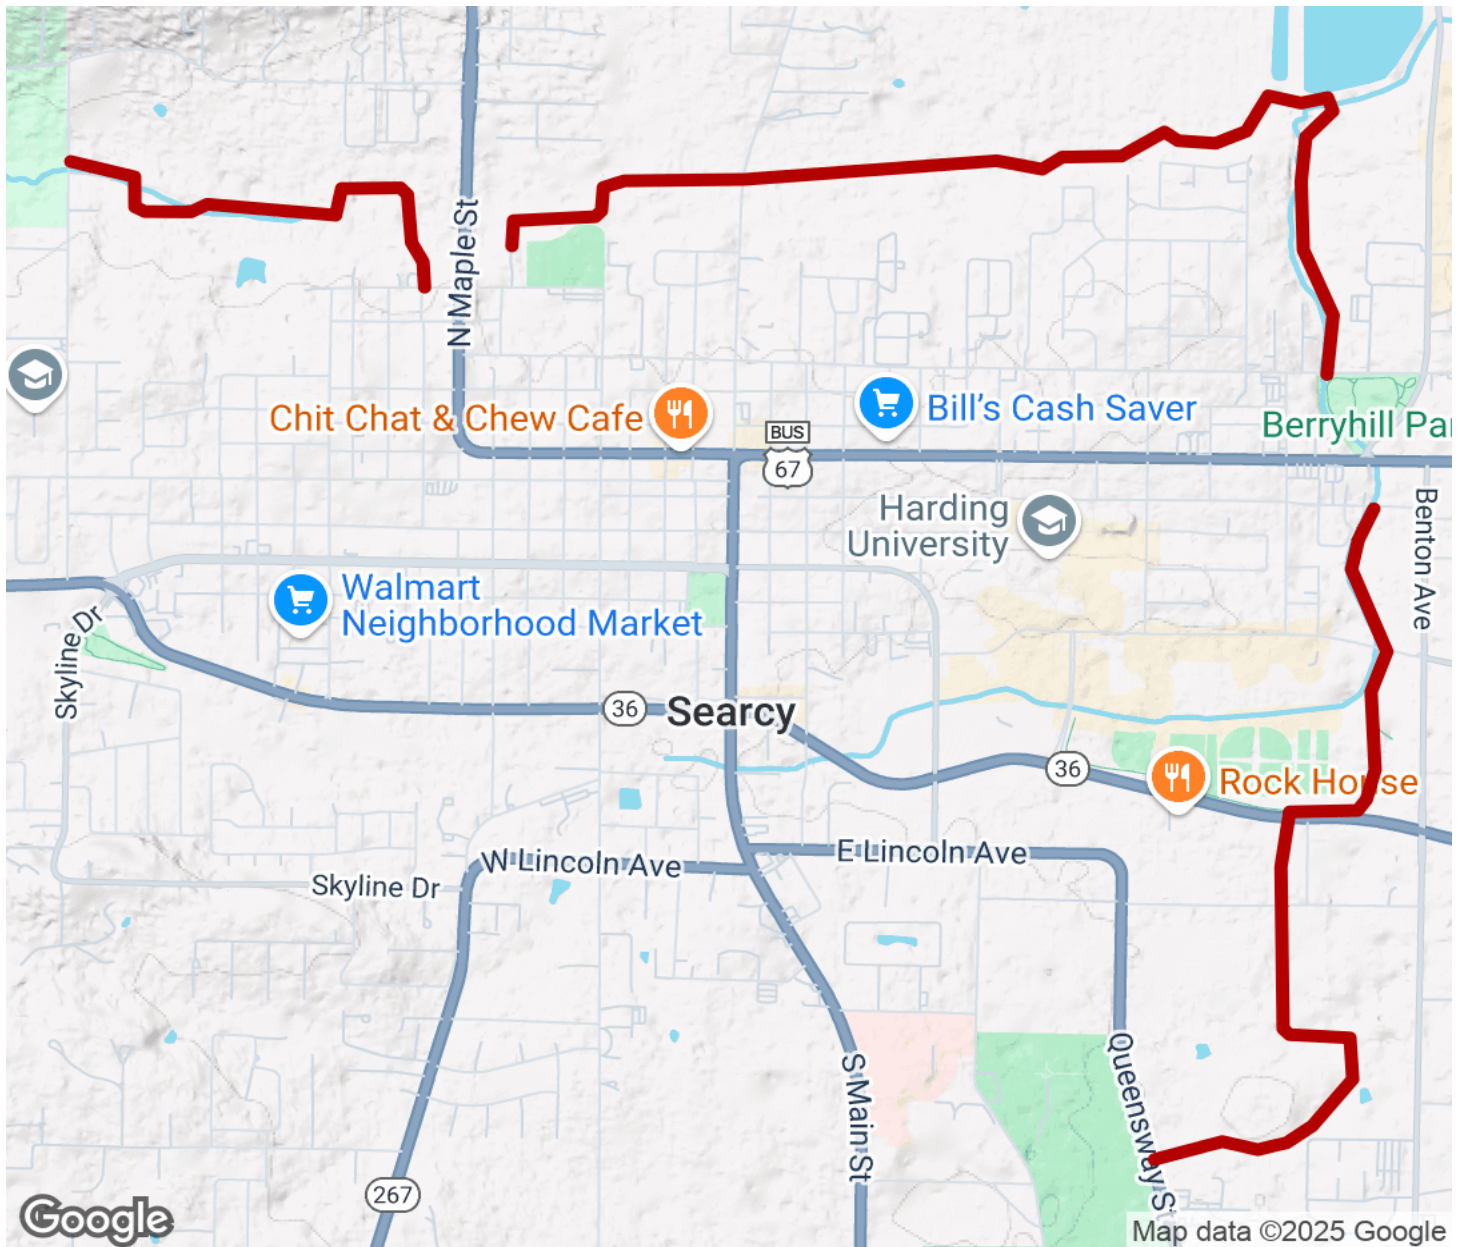 N Maple St
Chit Chat & Chew Cafe
BUS
67
Bill's Cash Saver
Berryhill Pa
Harding
University
Benton Ave
Walmart
Neighborhood Market
Skyline Dr
36
Searcy
36
Rock House
W Lincoln Ave
E Lincoln Ave
Skyline Dr
Queensway St
S Main St
267
Google
Map data ©2025 Google